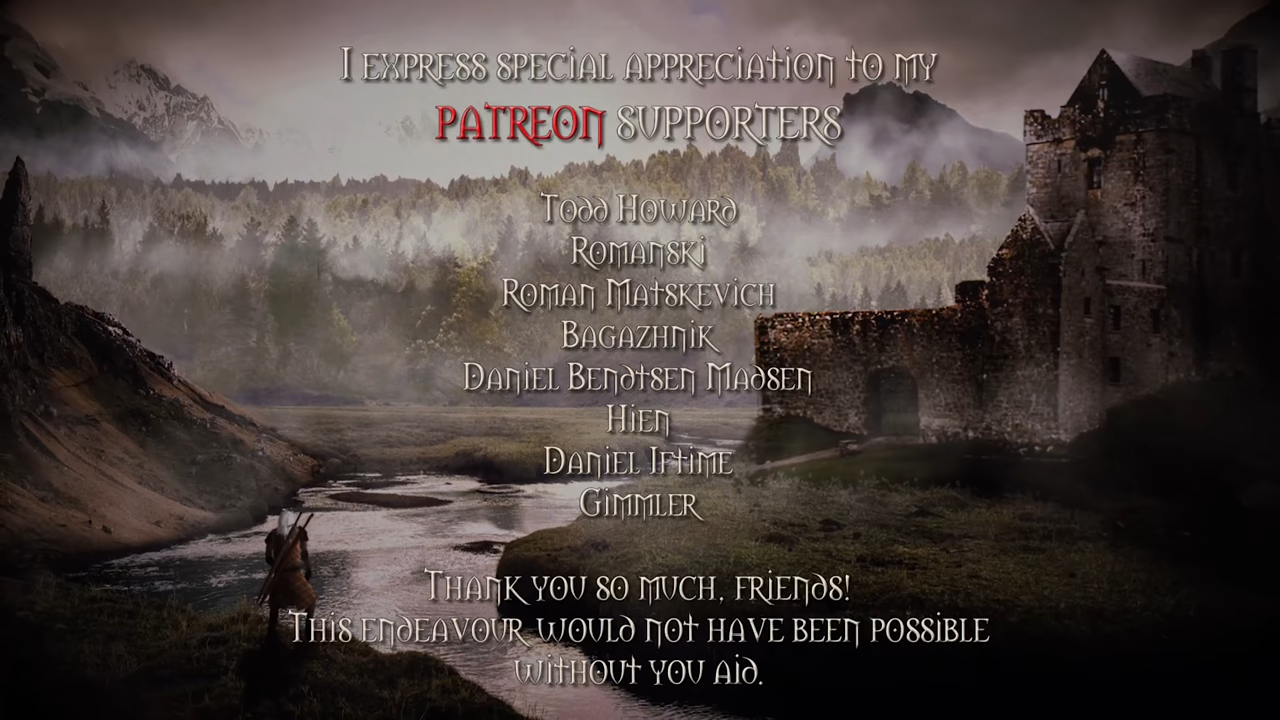 I express special appreciation to my
Patreon supporters
Todd Howard
Romanski
Roman Matskevich
Bagazhnik
Daniel Bendtsen Madsen
Hien
Daniel Iftime
Gimmler
Thank you so much, friends!
This endeavour would not have been possible
without you aid.